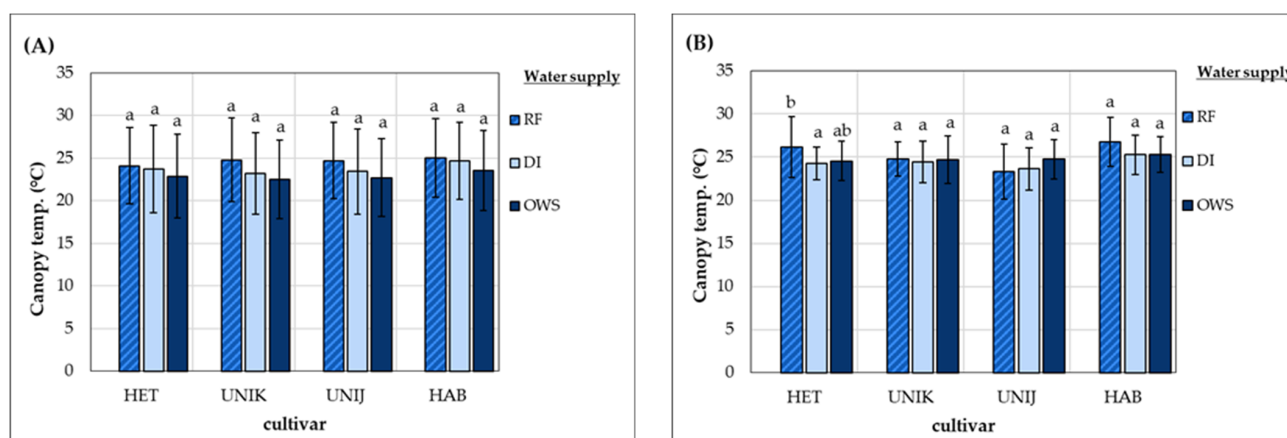 (A)
Canopy temp. (°C)
35
30
25
20
15
10
5
0
a a a a a a a a a a a a
HET UNIK UNIJ HAB
cultivar
Water supply
RF
DI
OWS
(B)
Canopy temp. (°C)
35
30
25
20
15
10
5
0
b a ab a a a a a a a a a
HET UNIK UNIJ HAB
cultivar
Water supply
RF
DI
OWS